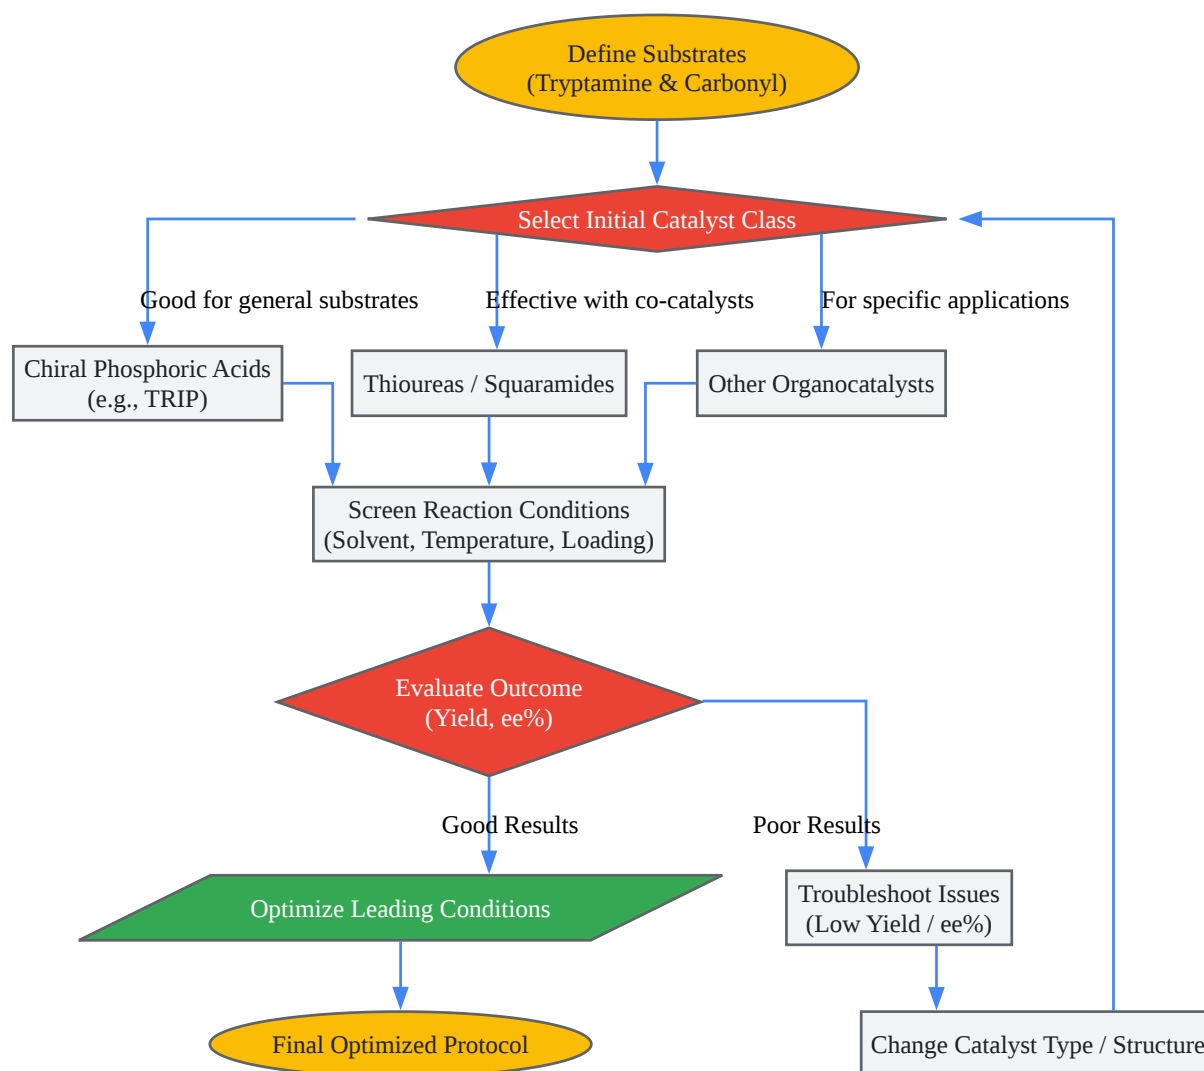 Define Substrates
(Tryptamine & Carbonyl)
Select Initial Catalyst Class
Good for general substrates
Effective with co-catalysts
For specific applications
Chiral Phosphoric Acids
(e.g., TRIP)
Thioureas / Squaramides
Other Organocatalysts
Screen Reaction Conditions
(Solvent, Temperature, Loading)
Evaluate Outcome
(Yield, ee%)
Good Results
Poor Results
Optimize Leading Conditions
Troubleshoot Issues
(Low Yield / ee%)
Final Optimized Protocol
Change Catalyst Type / Structure